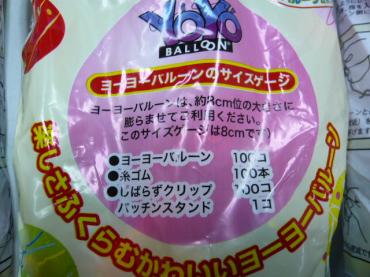 YOYO
BALLOON
ヨーヨーバルーンのサイズゲージ
ヨーヨーバルーンは、約8cm位の大きさに
膨らませてご利用ください。
(このサイズゲージは8cmです)
●ヨーヨーバルーン 100コ
●糸ゴム 100本
●しばらずクリップ 100コ
パッチンスタンド 1コ
楽しさふくらむかわいいヨーヨーバルーン